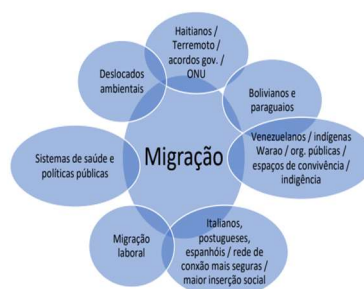 Haitianos /
Terremoto /
acordos gov. /
ONU
Deslocados
ambientais
Bolivianos e
paraguaios
Venezuelanos / indígenas
Warao / org. públicas /
espaços de convivência /
indigência
Migração
Sistemas de saúde e
políticas públicas
Migração
laboral
Italianos,
postugueses,
espanhóis / rede de
conxão mais seguras /
maior inserção social